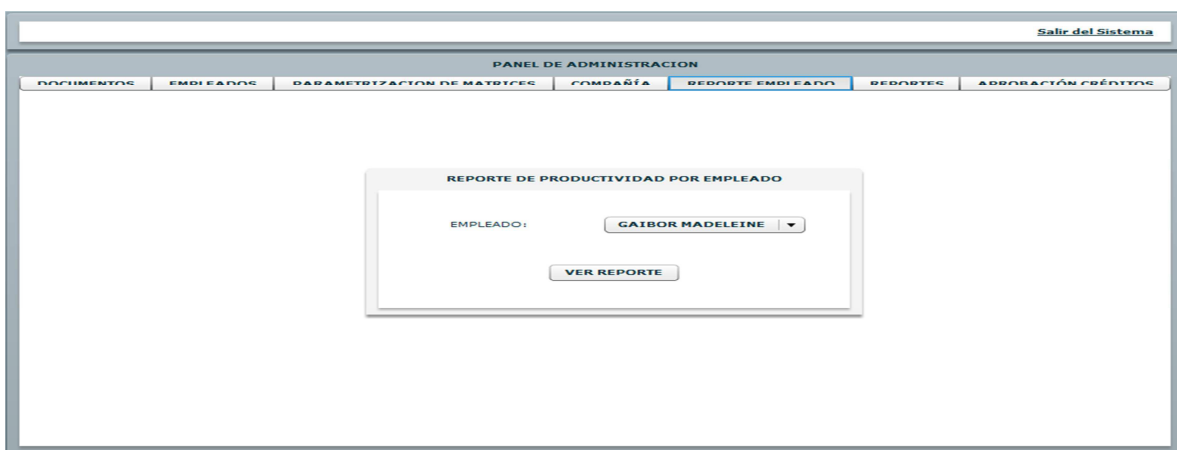 Salir del Sistema
PANEL DE ADMINISTRACION
DOCUMENTOS EMPLEADOS PARAMETRIZACION DE MATRICES COMPAÑÍA REPORTE EMPLEADO REPORTES APROBACIÓN CRÉDITOS
REPORTE DE PRODUCTIVIDAD POR EMPLEADO
EMPLEADO: GAIBOR MADELEINE
VER REPORTE